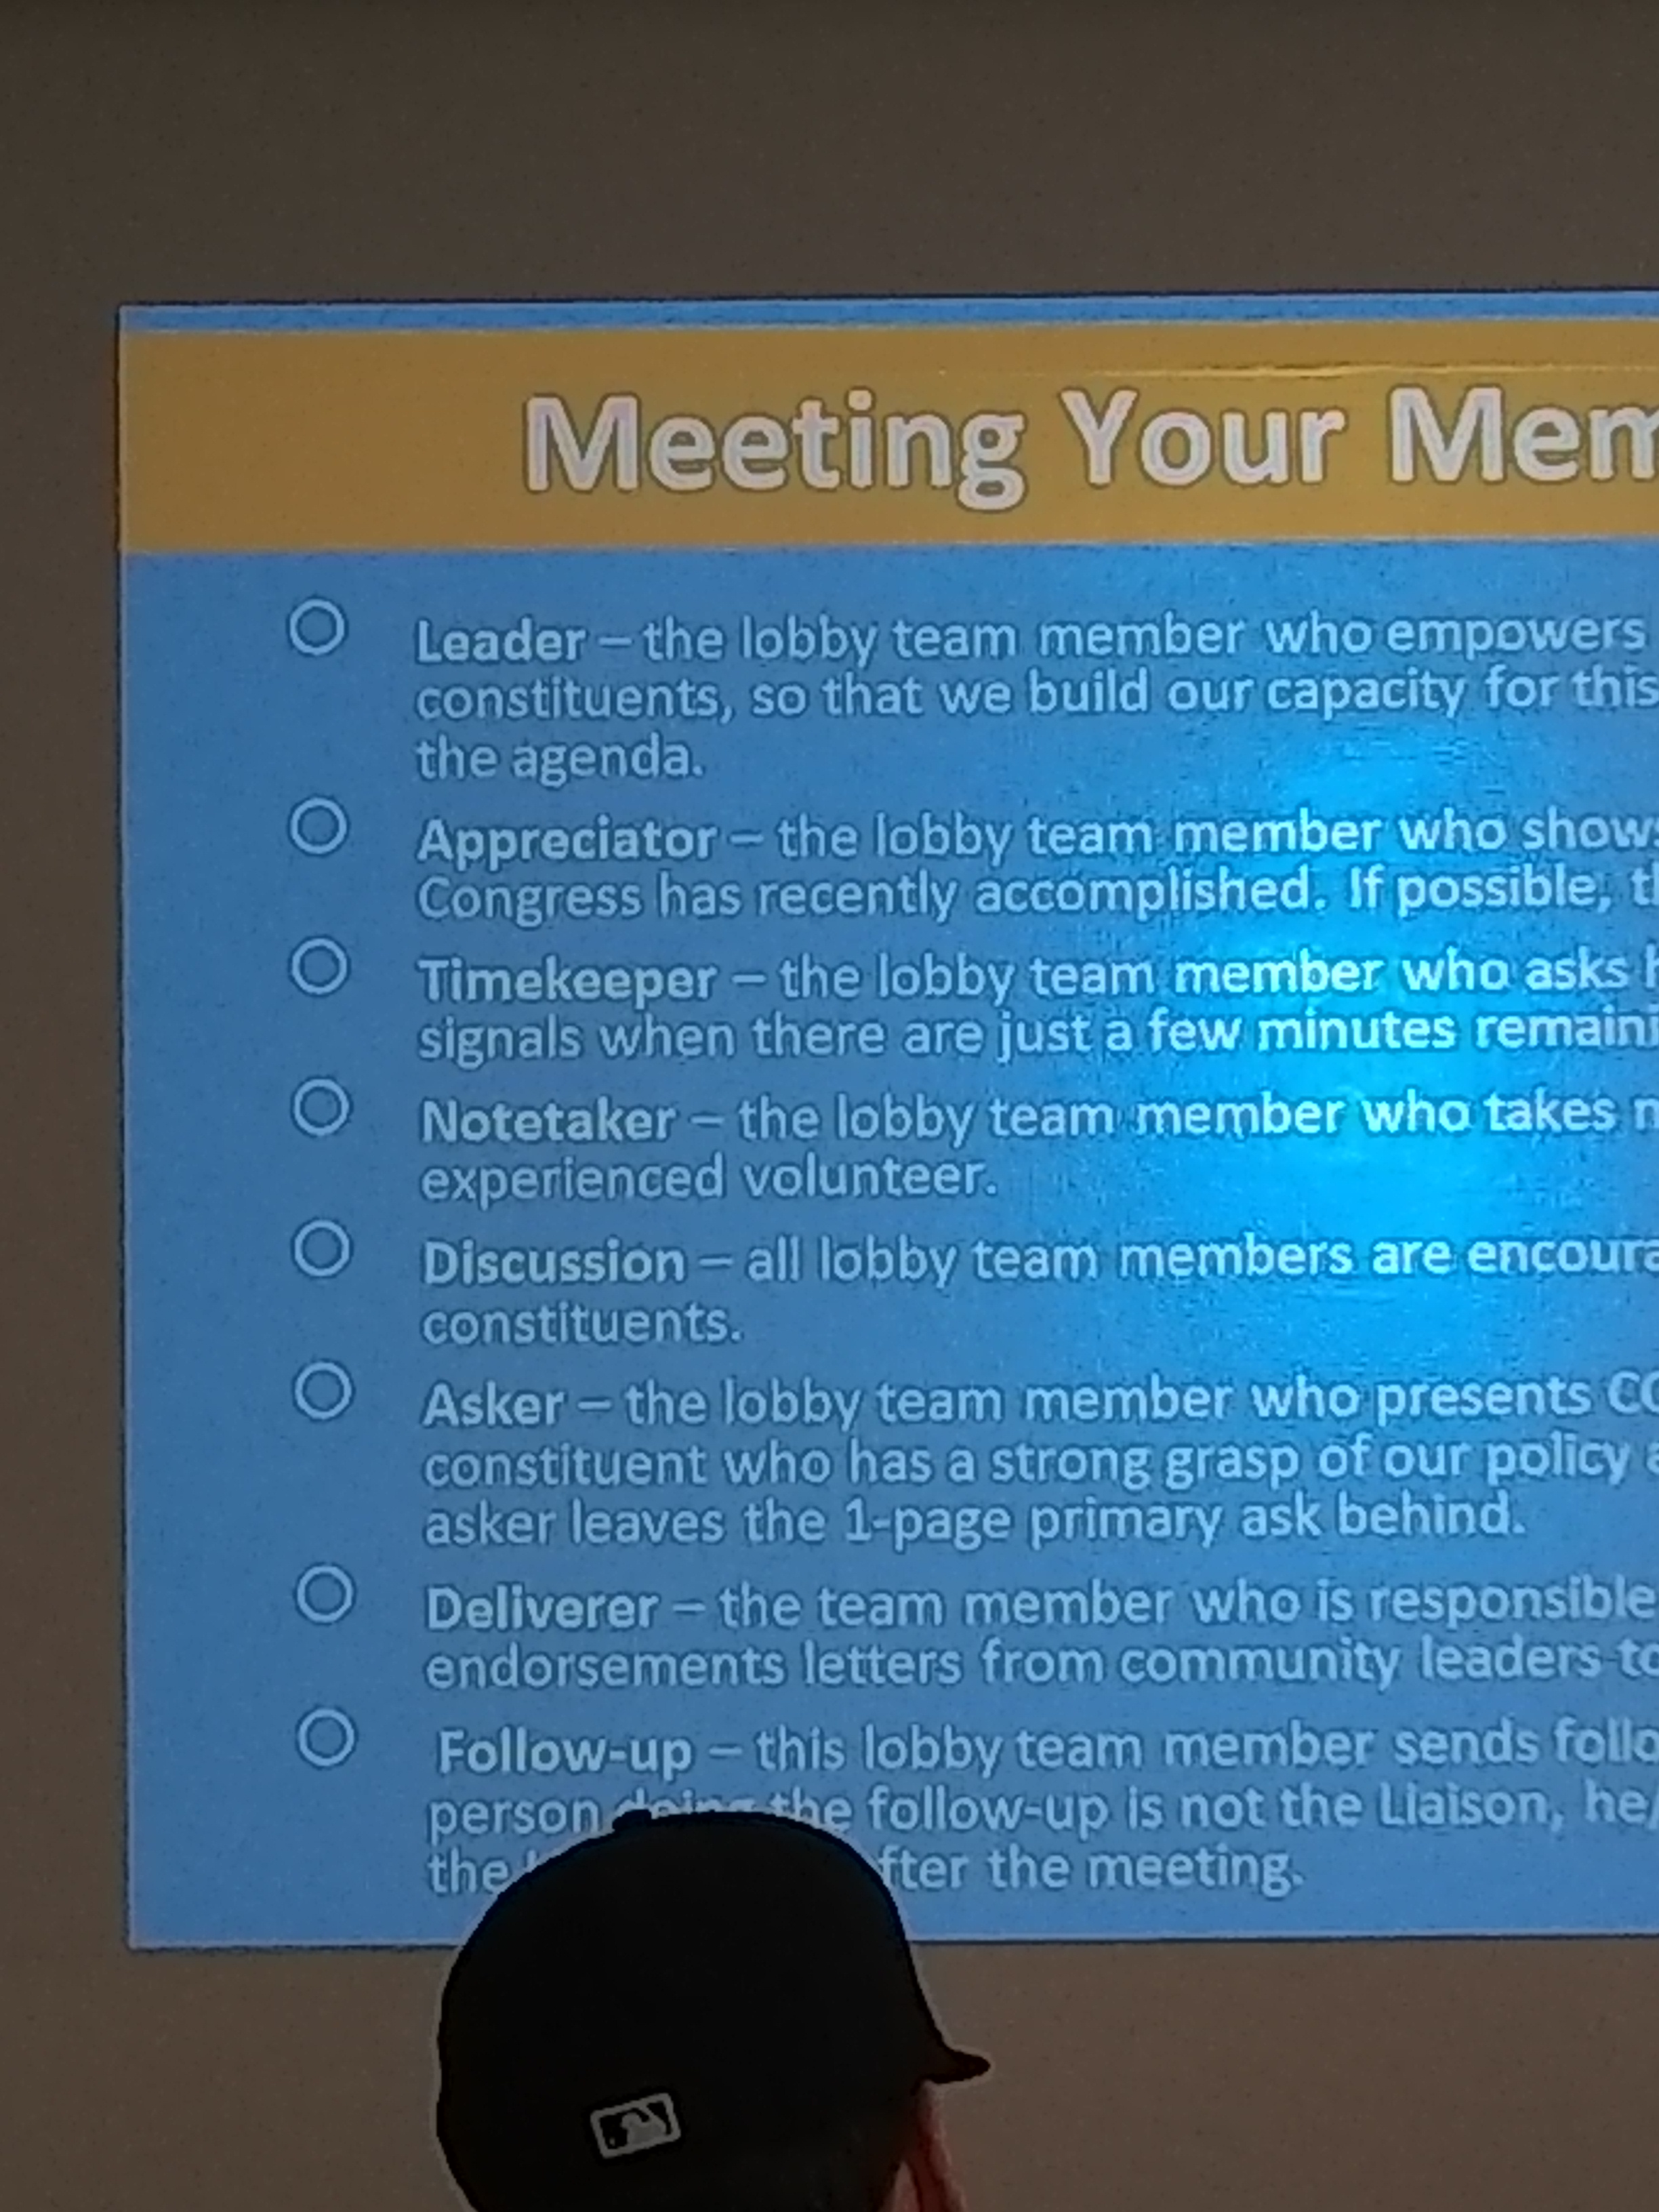 Meeting Your Mem
Leader – the lobby team member who empowers
constituents, so that we build our capacity for this
the agenda.
Appreciator – the lobby team member who shows
Congress has recently accomplished. If possible, th
Timekeeper – the lobby team member who asks h
signals when there are just a few minutes remaini
Notetaker – the lobby team member who takes n
experienced volunteer.
Discussion – all lobby team members are encoura
constituents.
Asker – the lobby team member who presents CC
constituent who has a strong grasp of our policy a
asker leaves the 1-page primary ask behind.
Deliverer – the team member who is responsible
endorsements letters from community leaders to
Follow-up – this lobby team member sends follo
person doing the follow-up is not the Liaison, he/
the fter the meeting.